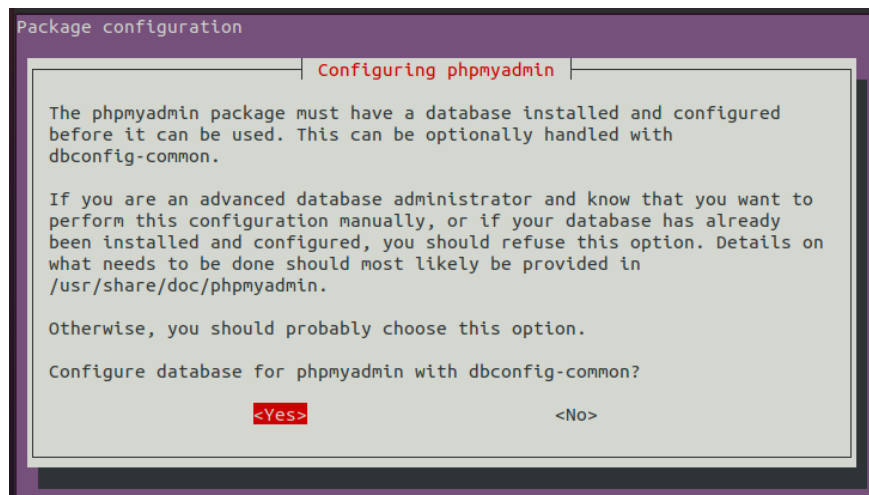 Package configuration
Configuring phpmyadmin
The phpmyadmin package must have a database installed and configured
before it can be used. This can be optionally handled with
dbconfig-common.
If you are an advanced database administrator and know that you want to
perform this configuration manually, or if your database has already
been installed and configured, you should refuse this option. Details on
what needs to be done should most likely be provided in
/usr/share/doc/phpmyadmin.
Otherwise, you should probably choose this option.
Configure database for phpmyadmin with dbconfig-common?
<Yes> <No>